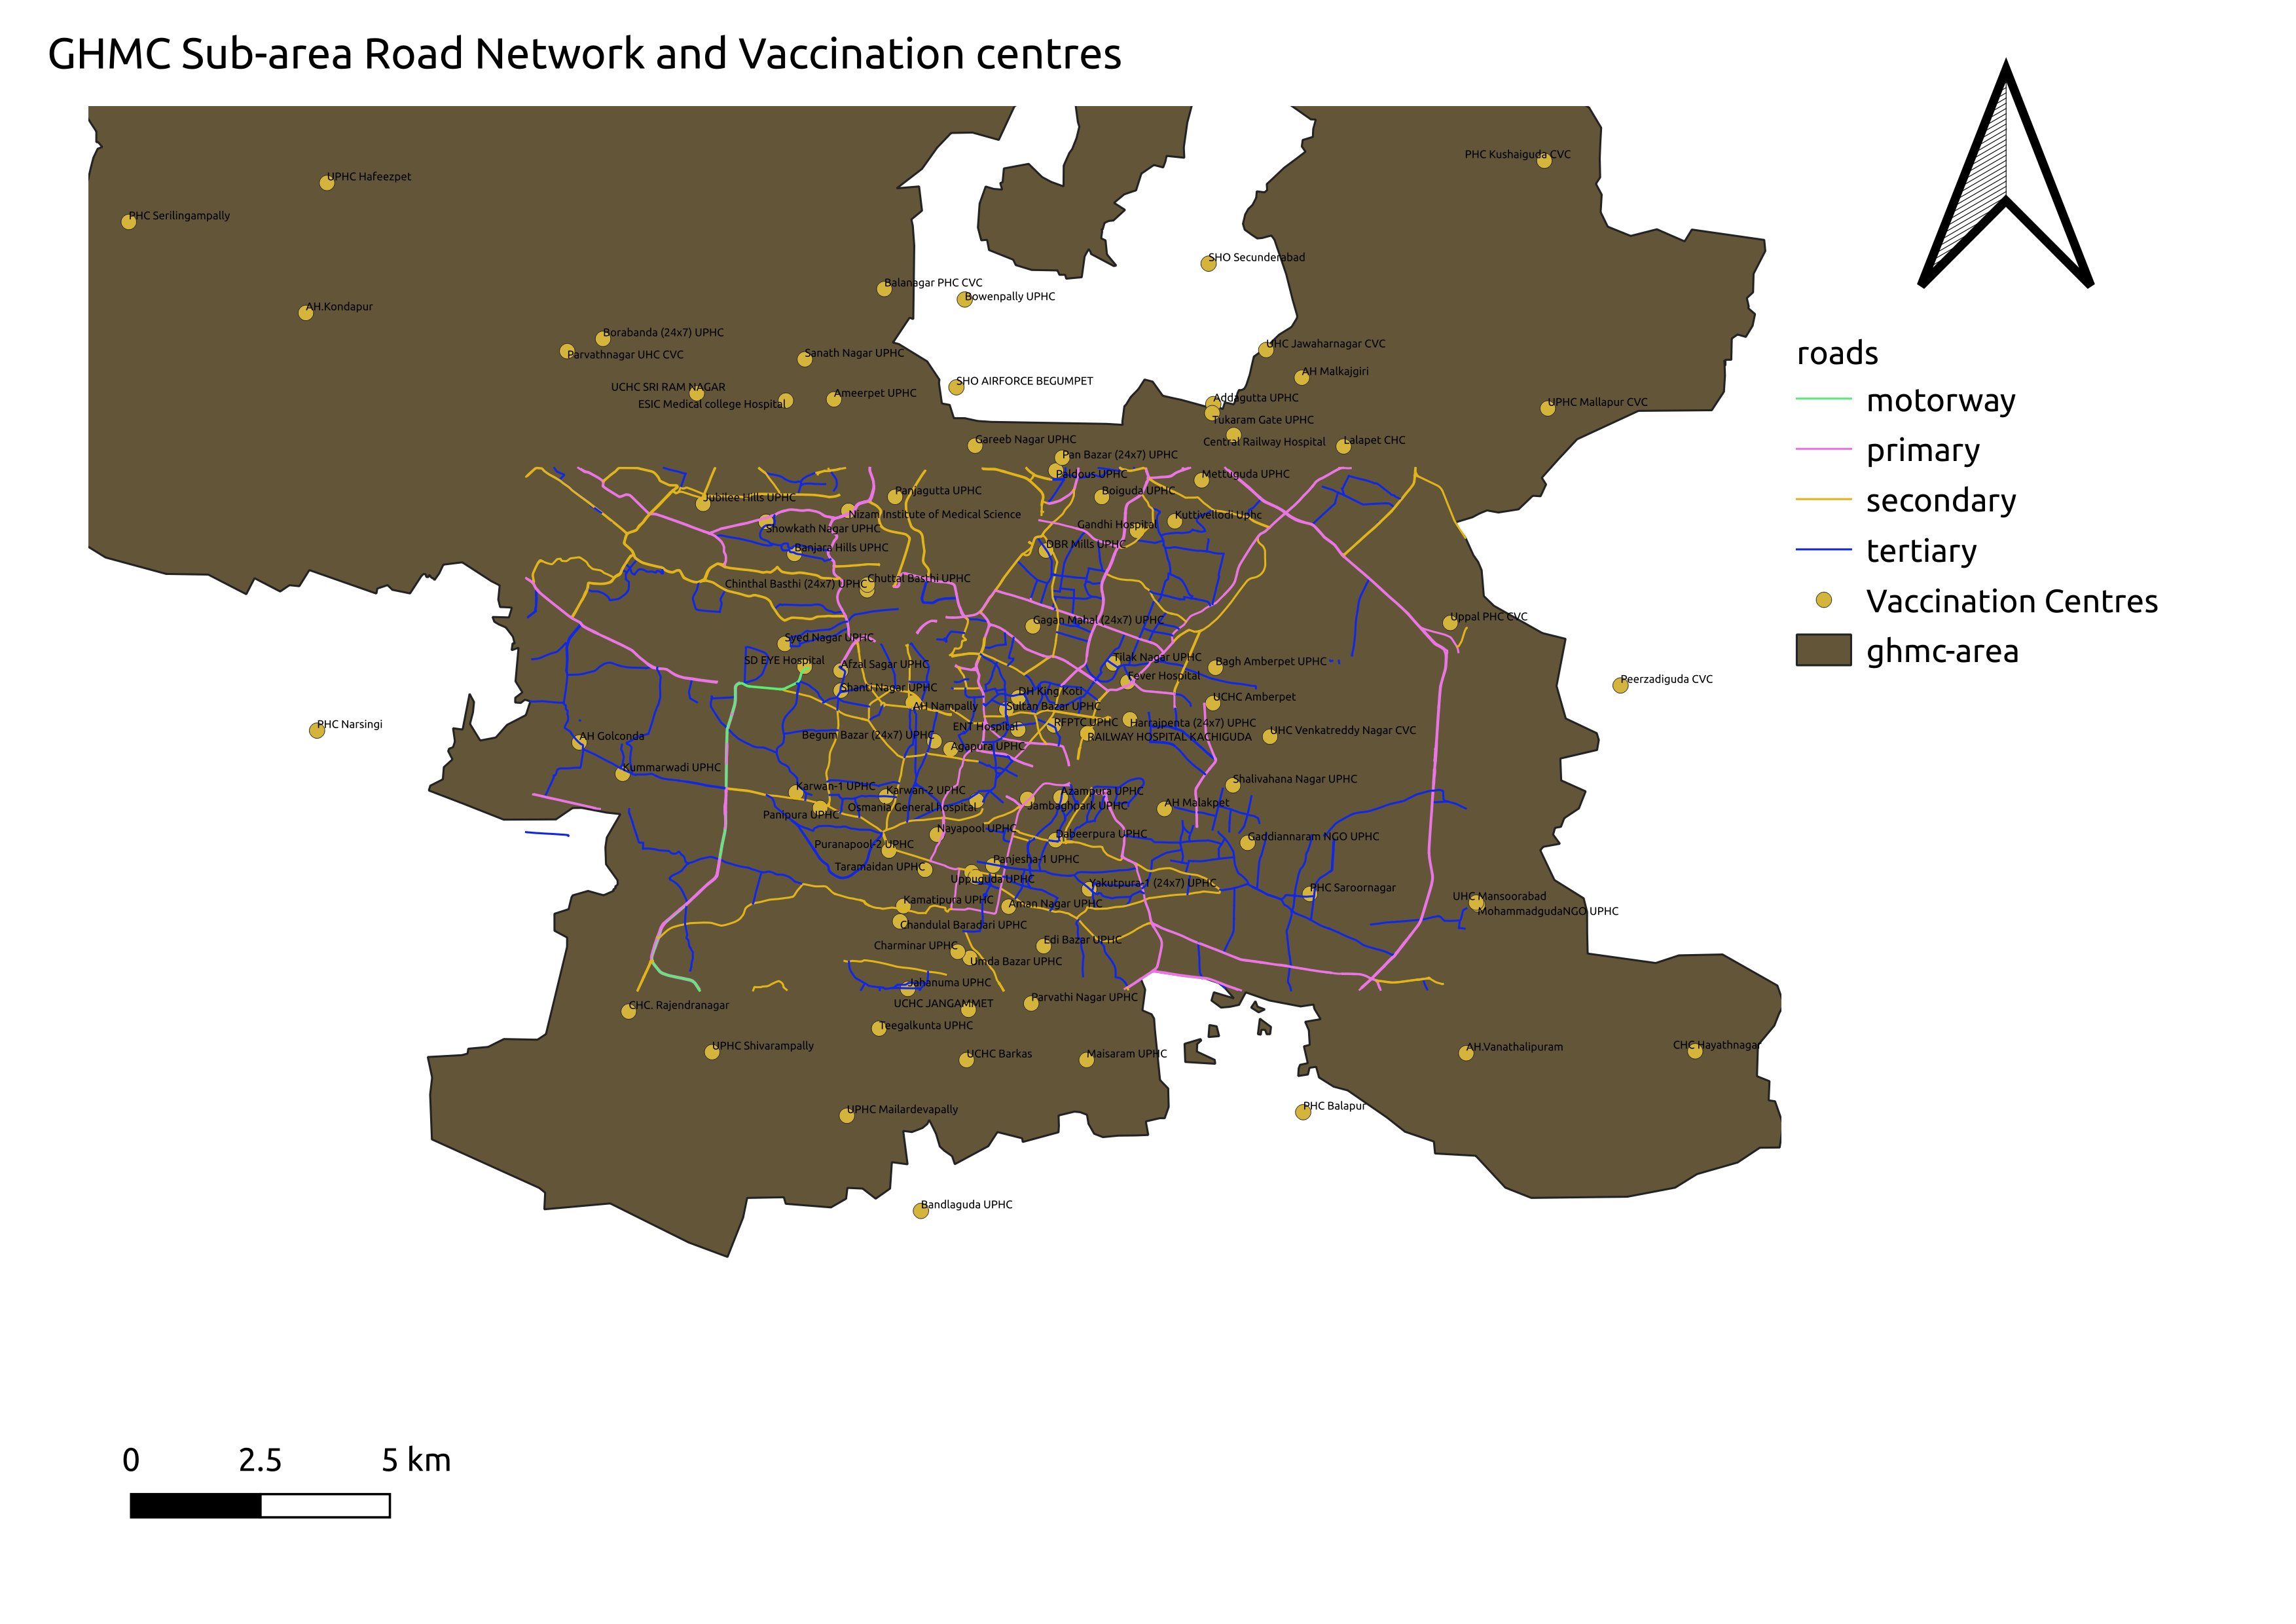 GHMC Sub-area Road Network and Vaccination centres
PHC Kushaiguda CVC
UPHC Hafeezpet
PHC Serilingampally
SHO Secunderabad
Balanagar PHC CVC
Bowenpally UPHC
AH.Kondapur
Borabanda (24x7) UPHC
Parvathnagar UHC CVC
Sanath Nagar UPHC
UHC Jawaharnagar CVC
AH Malkajgiri
SHO AIRFORCE BEGUMPET
UCHC SRI RAM NAGAR
ESIC Medical college Hospital
Ameerpet UPHC
Addagutta UPHC
UPHC Mallapur CVC
Tukaram Gate UPHC
Central Railway Hospital
Lalapet CHC
Gareeb Nagar UPHC
Pan Bazar (24x7) UPHC
Paldous UPHC
Mettuguda UPHC
Jubilee Hills UPHC
Panjagutta UPHC
Boiguda UPHC
Nizam Institute of Medical Science
Kuttivellodi Uphc
Showkath Nagar UPHC
Gandhi Hospital
Banjara Hills UPHC
DBR Mills UPHC
Chinthal Basthi (24x7) UPHC
Chuttal Basthi UPHC
Gagan Mahal (24x7) UPHC
Uppal PHC CVC
Syed Nagar UPHC
SD EYE Hospital
Afzal Sagar UPHC
Tilak Nagar UPHC
Bagh Amberpet UPHC
Fever Hospital
Peerzadiguda CVC
Shanti Nagar UPHC
DH King Koti
UCHC Amberpet
AH Nampally
Sultan Bazar UPHC
PHC Narsingi
ENT Hospital
RFPTC UPHC
Harrajpenta (24x7) UPHC
AH Golconda
Begum Bazar (24x7) UPHC
RAILWAY HOSPITAL KACHIGUDA
UHC Venkatreddy Nagar CVC
Agapura UPHC
Kummarwadi UPHC
Shalivahana Nagar UPHC
Karwan-1 UPHC
Karwan-2 UPHC
Azampura UPHC
Osmania General hospital
Jambaghpark UPHC
AH Malakpet
Panipura UPHC
Nayapool UPHC
Dabeerpura UPHC
Gaddiannaram NGO UPHC
Puranapool-2 UPHC
Taramaidan UPHC
Panjesha-1 UPHC
Uppuguda UPHC
Yakutpura-1 (24x7) UPHC
PHC Saroornagar
Kamatipura UPHC
Aman Nagar UPHC
UHC Mansoorabad
MohammadgudaNGO UPHC
Chandulal Baradari UPHC
Charminar UPHC
Edi Bazar UPHC
Umda Bazar UPHC
Jahanuma UPHC
CHC. Rajendranagar
UCHC JANGAMMET
Parvathi Nagar UPHC
Teegalkunta UPHC
UPHC Shivarampally
UCHC Barkas
Maisaram UPHC
AH.Vanathalipuram
CHC Hayathnagar
UPHC Mailardevapally
PHC Balapur
Bandlaguda UPHC
roads
motorway
primary
secondary
tertiary
Vaccination Centres
ghmc-area
0 2.5 5 km